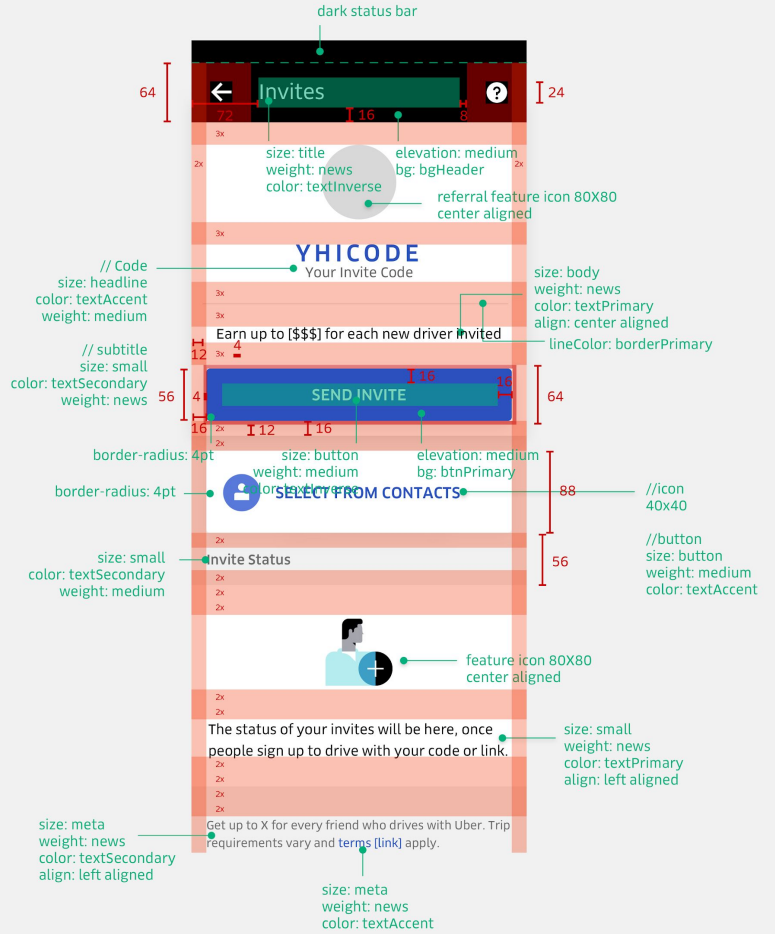 dark status bar
64
Invites
24
72
16
8
3x
2x
size: title
weight: news
color: textInverse
elevation: medium
bg: bgHeader
2x
referral feature icon 80X80
center aligned
3x
YHICODE
Your Invite Code
// Code
size: headline
color: textAccent
weight: medium
3x
3x
size: body
weight: news
color: textPrimary
align: center aligned
Earn up to [$$$] for each new driver invited
lineColor: borderPrimary
12
3x
4
// subtitle
size: small
color: textSecondary
weight: news
56
4
16
16
SEND INVITE
64
16
2x
12
16
2x
border-radius: 4pt
size: button
weight: medium
color: textInverse
elevation: medium
bg: btnPrimary
border-radius: 4pt
SELECT FROM CONTACTS
88
//icon
40x40
2x
//button
size: button
weight: medium
color: textAccent
size: small
color: textSecondary
weight: medium
Invite Status
56
2x
2x
2x
feature icon 80X80
center aligned
2x
2x
The status of your invites will be here, once
people sign up to drive with your code or link.
size: small
weight: news
color: textPrimary
align: left aligned
2x
2x
2x
2x
size: meta
weight: news
color: textSecondary
align: left aligned
Get up to X for every friend who drives with Uber. Trip
requirements vary and terms [link] apply.
size: meta
weight: news
color: textAccent